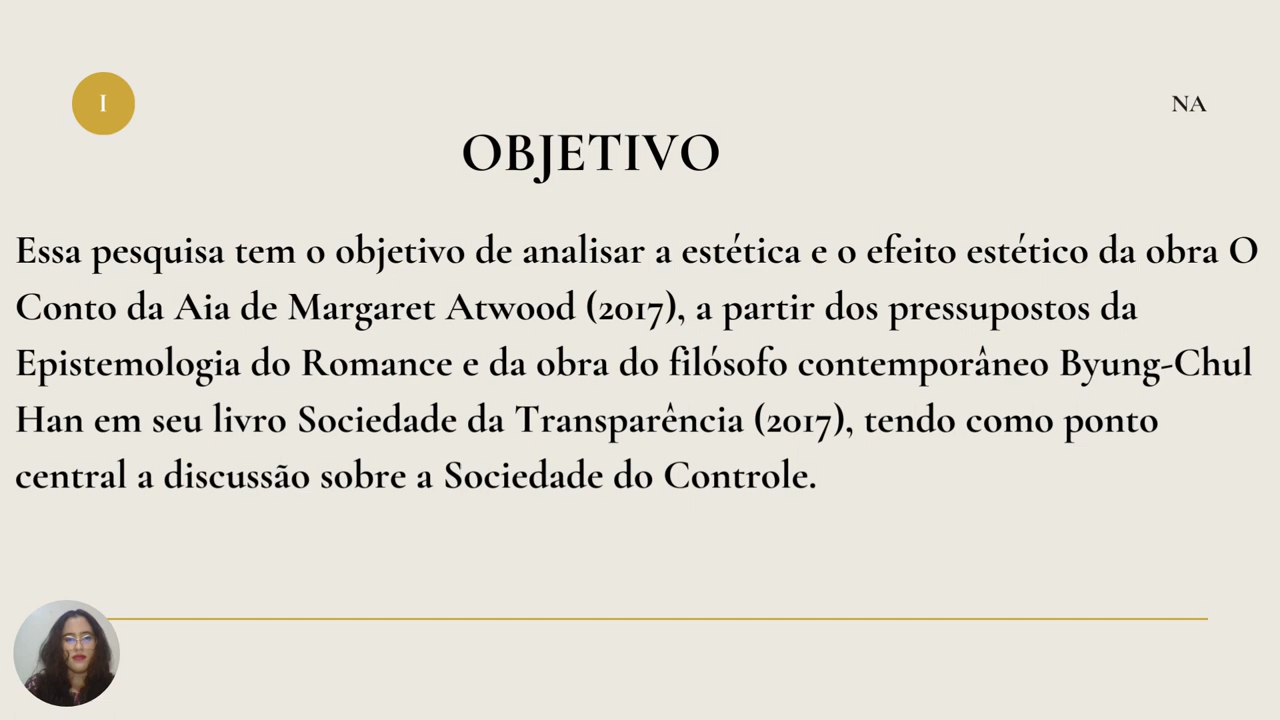 I
NA
OBJETIVO
Essa pesquisa tem o objetivo de analisar a estética e o efeito estético da obra O
Conto da Aia de Margaret Atwood (2017), a partir dos pressupostos da
Epistemologia do Romance e da obra do filósofo contemporâneo Byung-Chul
Han em seu livro Sociedade da Transparência (2017), tendo como ponto
central a discussão sobre a Sociedade do Controle.